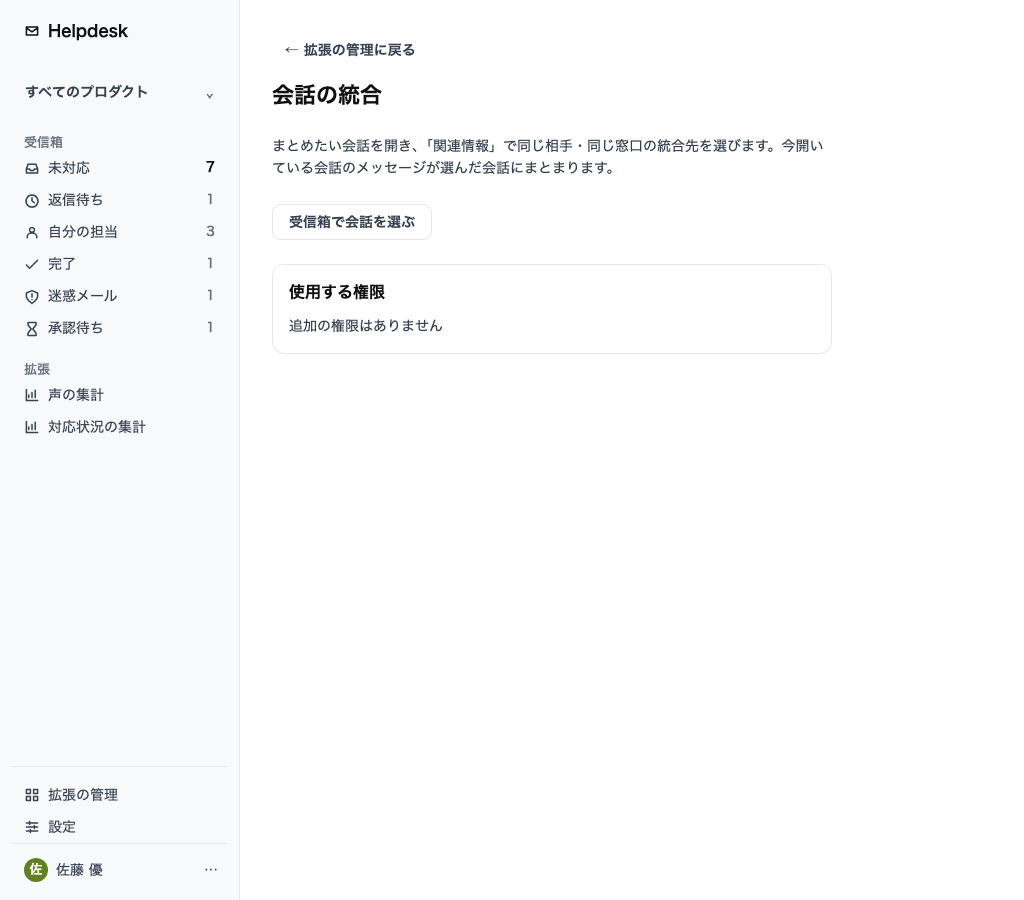 Helpdesk
すべてのプロダクト
受信箱
未対応 7
返信待ち 1
自分の担当 3
完了 1
迷惑メール 1
承認待ち 1
拡張
声の集計
対応状況の集計
拡張の管理
設定
佐 佐藤 優 …
← 拡張の管理に戻る
会話の統合
まとめたい会話を開き、「関連情報」で同じ相手・同じ窓口の統合先を選びます。今開い
ている会話のメッセージが選んだ会話にまとまります。
受信箱で会話を選ぶ
使用する権限
追加の権限はありません